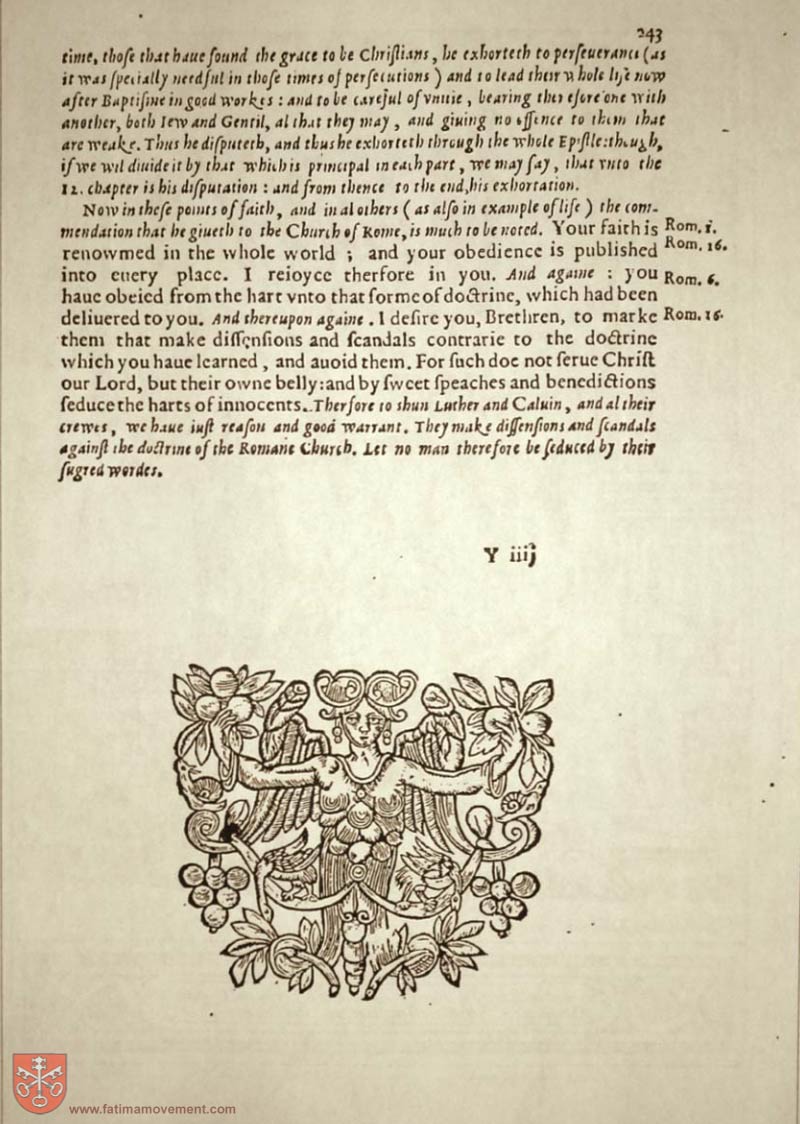 243
time, those that haue found the grace to be Christians, he exhorteth to perseuerance (as
it was specially needful in those times of persecutions) and to lead their whole life now
after Baptisme in good workes : and to be careful of vnitie, bearing therefore one with
another, both Iew and Gentil, al that they may, and giuing no offence to them that
are weake. Thus he disputeth, and thus he exhorteth through the whole Epistle: though,
if we wil diuide it by that which is principal in each part, we may say, that vnto the
12. chapter is his disputation : and from thence to the end, his exhortation.
Now in these points of faith, and in al others (as also in example of life) the com-
mendation that he giueth to the Church of Rome, is much to be noted. Your faith is Rom. 1.
renowmed in the whole world ; and your obedience is published Rom. 16.
into euery place. I reioyce therfore in you. And againe : you Rom. 6.
haue obeied from the hart vnto that forme of doctrine, which had been
deliuered to you. And thereupon againe. I desire you, Brethren, to marke Rom. 16.
them that make dissensions and scandals contrarie to the doctrine
which you haue learned, and auoid them. For such doe not serue Christ
our Lord, but their owne belly: and by sweet speaches and benedictions
seduce the harts of innocents. Therfore to shun Luther and Caluin, and al their
crewes, we haue iust reason and good warrant. They make dissensions and scandals
against the doctrine of the Romane Church. Let no man therefore be seduced by their
sugred wordes.
Y iiij
www.fatimamovement.com